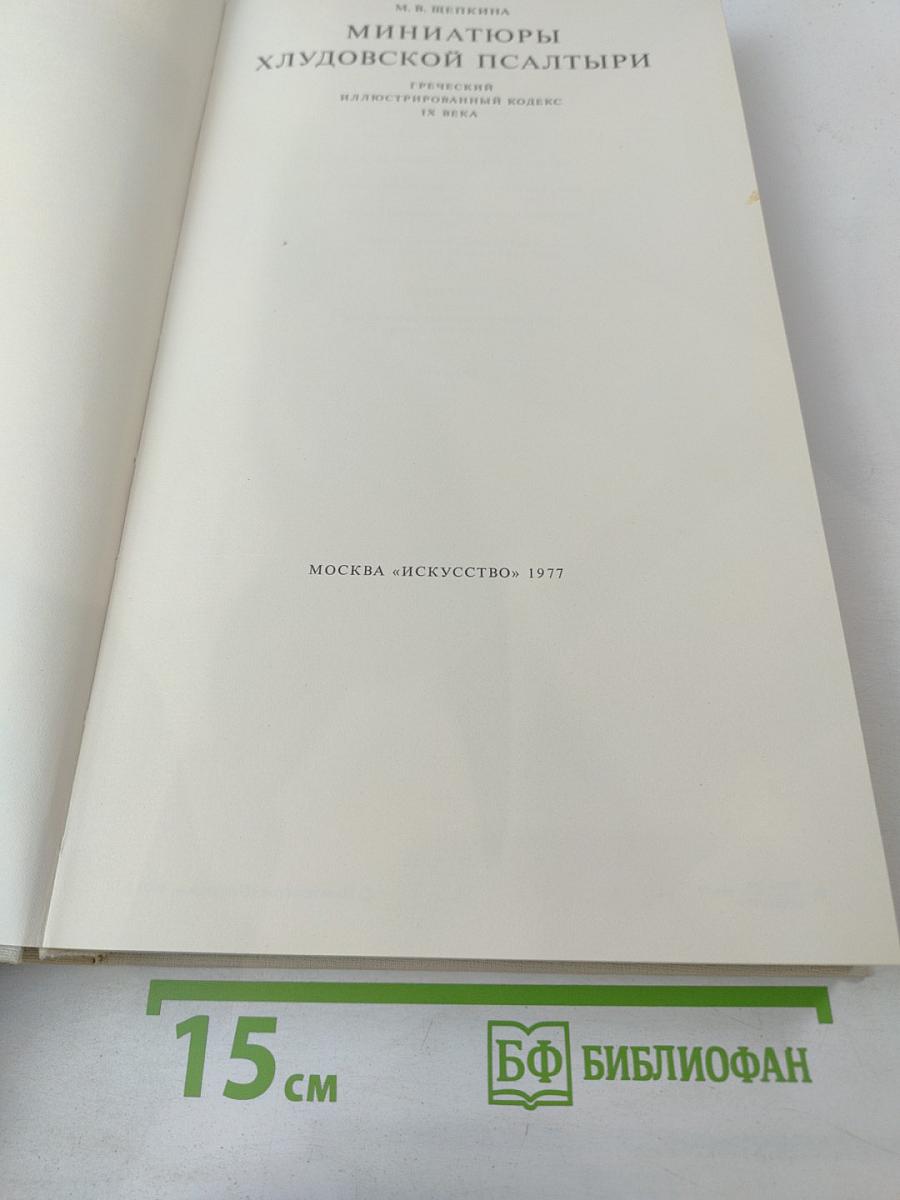 М. В. ЩЕПКИНА
МИНИАТЮРЫ
ХЛУДОВСКОЙ ПСАЛТЫРИ
ГРЕЧЕСКИЙ
ИЛЛЮСТРИРОВАННЫЙ КОДЕКС
IX ВЕКА
МОСКВА «ИСКУССТВО» 1977
15 см
БФ БИБЛИОФАН